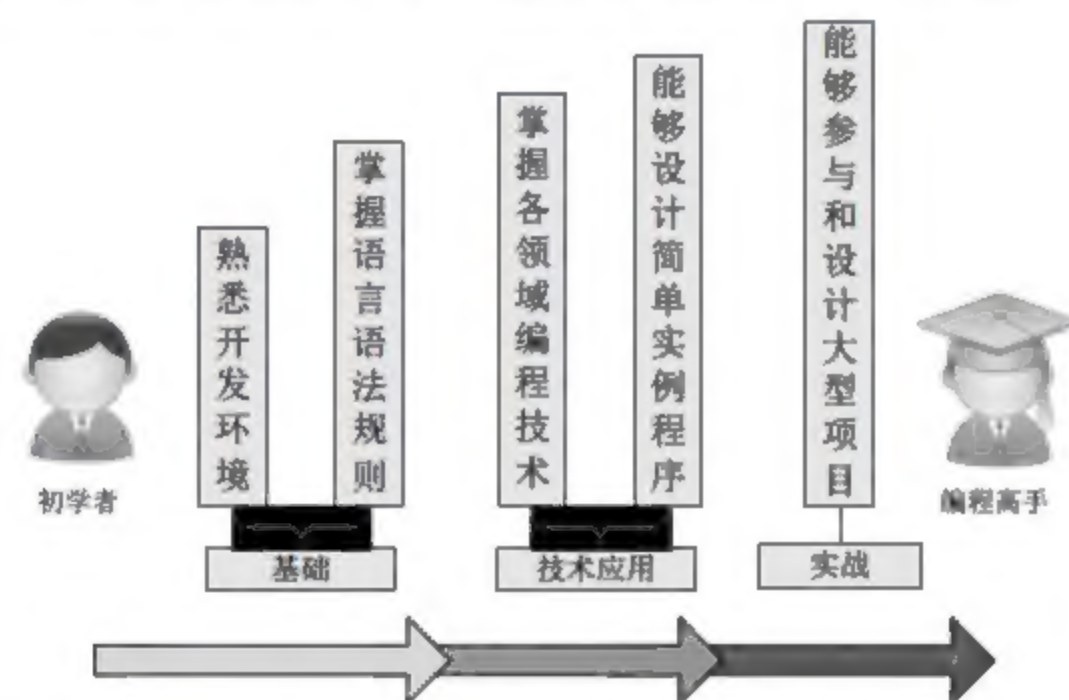 初学者
熟悉开发环境
掌握语言语法规则
基础
掌握各领域编程技术
能够设计简单实例程序
技术应用
能够参与和设计大型项目
实战
编程高手